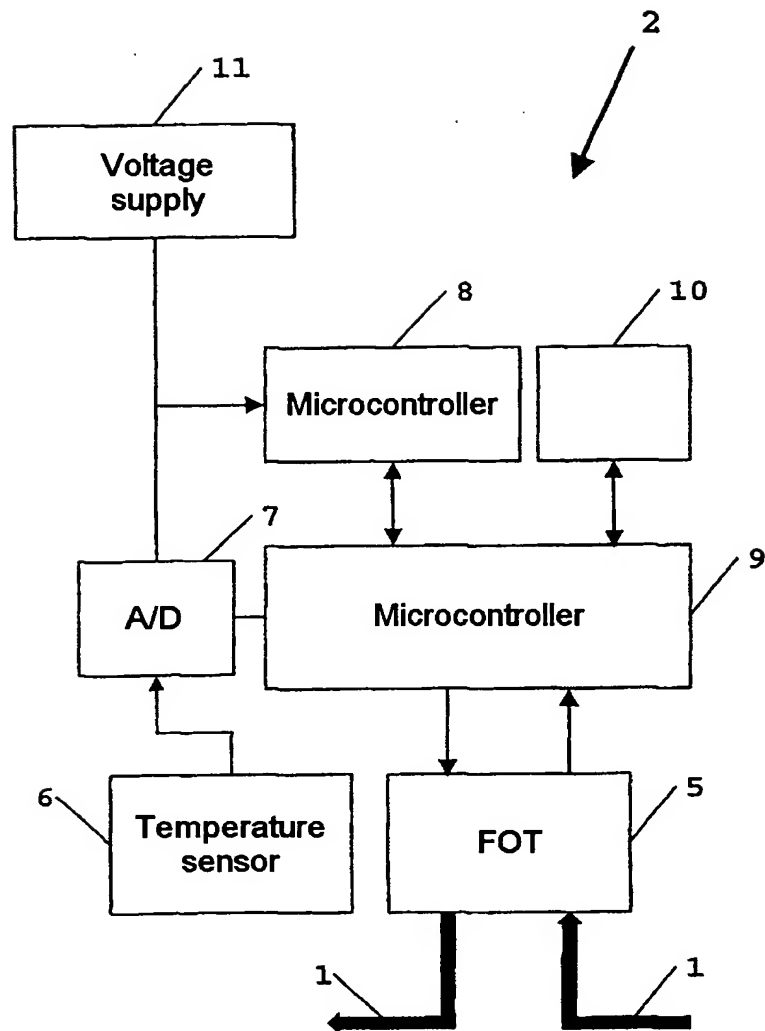 2
11
Voltage
supply
8
10
Microcontroller
7
9
A/D
Microcontroller
6
5
Temperature
sensor
FOT
1
1